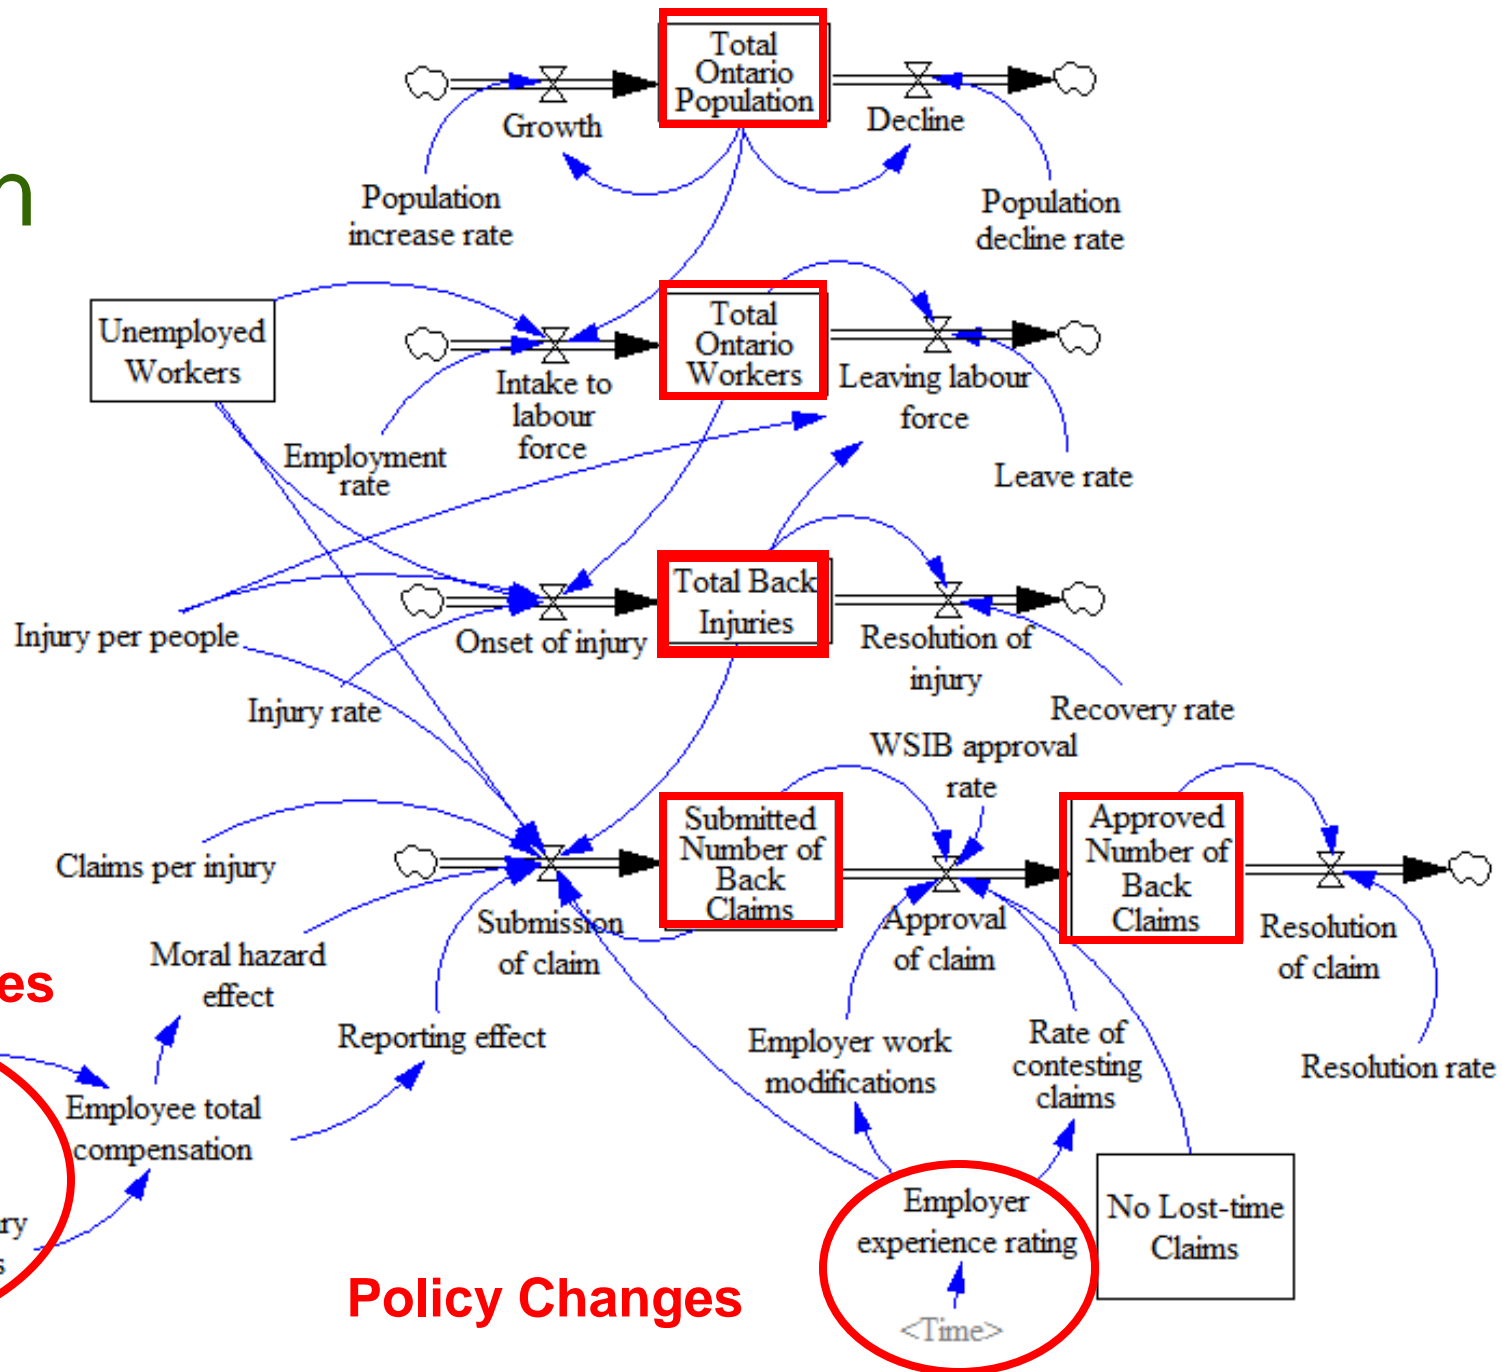 Total
Ontario
Population
Growth
Decline
Population
increase rate
Population
decline rate
Unemployed
Workers
Total
Ontario
Workers
Intake to
labour
force
Leaving labour
force
Employment
rate
Leave rate
Total Back
Injuries
Injury per people
Onset of injury
Resolution of
injury
Injury rate
Recovery rate
WSIB approval
rate
Submitted
Number of
Back
Claims
Approved
Number of
Back
Claims
Claims per injury
Submission
of claim
Approval
of claim
Resolution
of claim
Moral hazard
effect
Reporting effect
Employer work
modifications
Rate of
contesting
claims
Resolution rate
Employee total
compensation
Employer
experience rating
No Lost-time
Claims
Policy Changes
<Time>